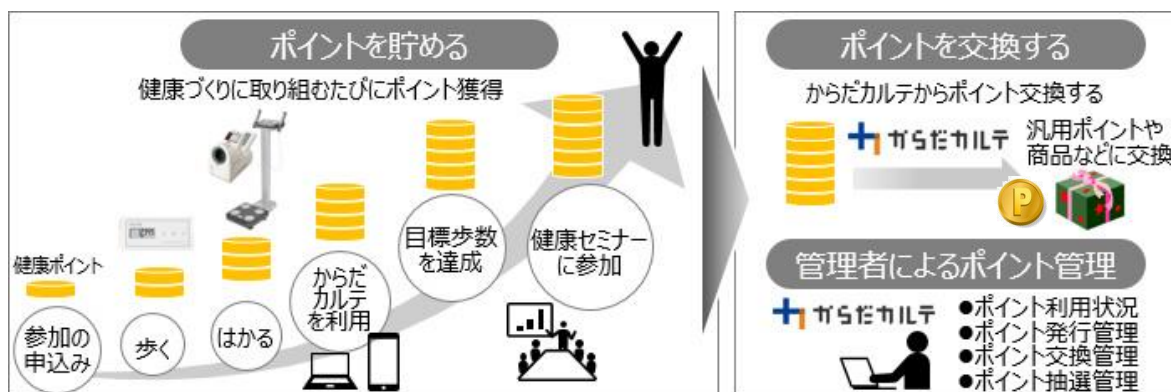 ポイントを貯める
健康づくりに取り組むたびにポイント獲得
健康ポイント
参加の
申込み
歩く
はかる
からだ
カルテ
を利用
目標歩数
を達成
健康セミナー
に参加
ポイントを交換する
からだカルテからポイント交換する
からだカルテ
汎用ポイントや
商品などに交換
P
管理者によるポイント管理
からだカルテ
●ポイント利用状況
●ポイント発行管理
●ポイント交換管理
●ポイント抽選管理